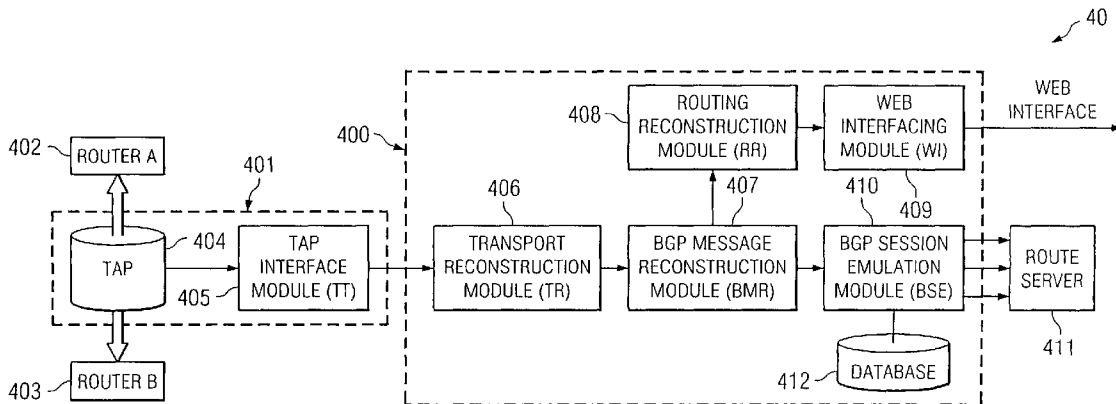 40
WEB
INTERFACE
400
408
ROUTING
RECONSTRUCTION
MODULE (RR)
WEB
INTERFACING
MODULE (WI)
402
ROUTER A
401
406
407
410
409
404
TAP
405
TAP
INTERFACE
MODULE (TT)
TRANSPORT
RECONSTRUCTION
MODULE (TR)
BGP MESSAGE
RECONSTRUCTION
MODULE (BMR)
BGP SESSION
EMULATION
MODULE (BSE)
ROUTE
SERVER
411
403
ROUTER B
412
DATABASE